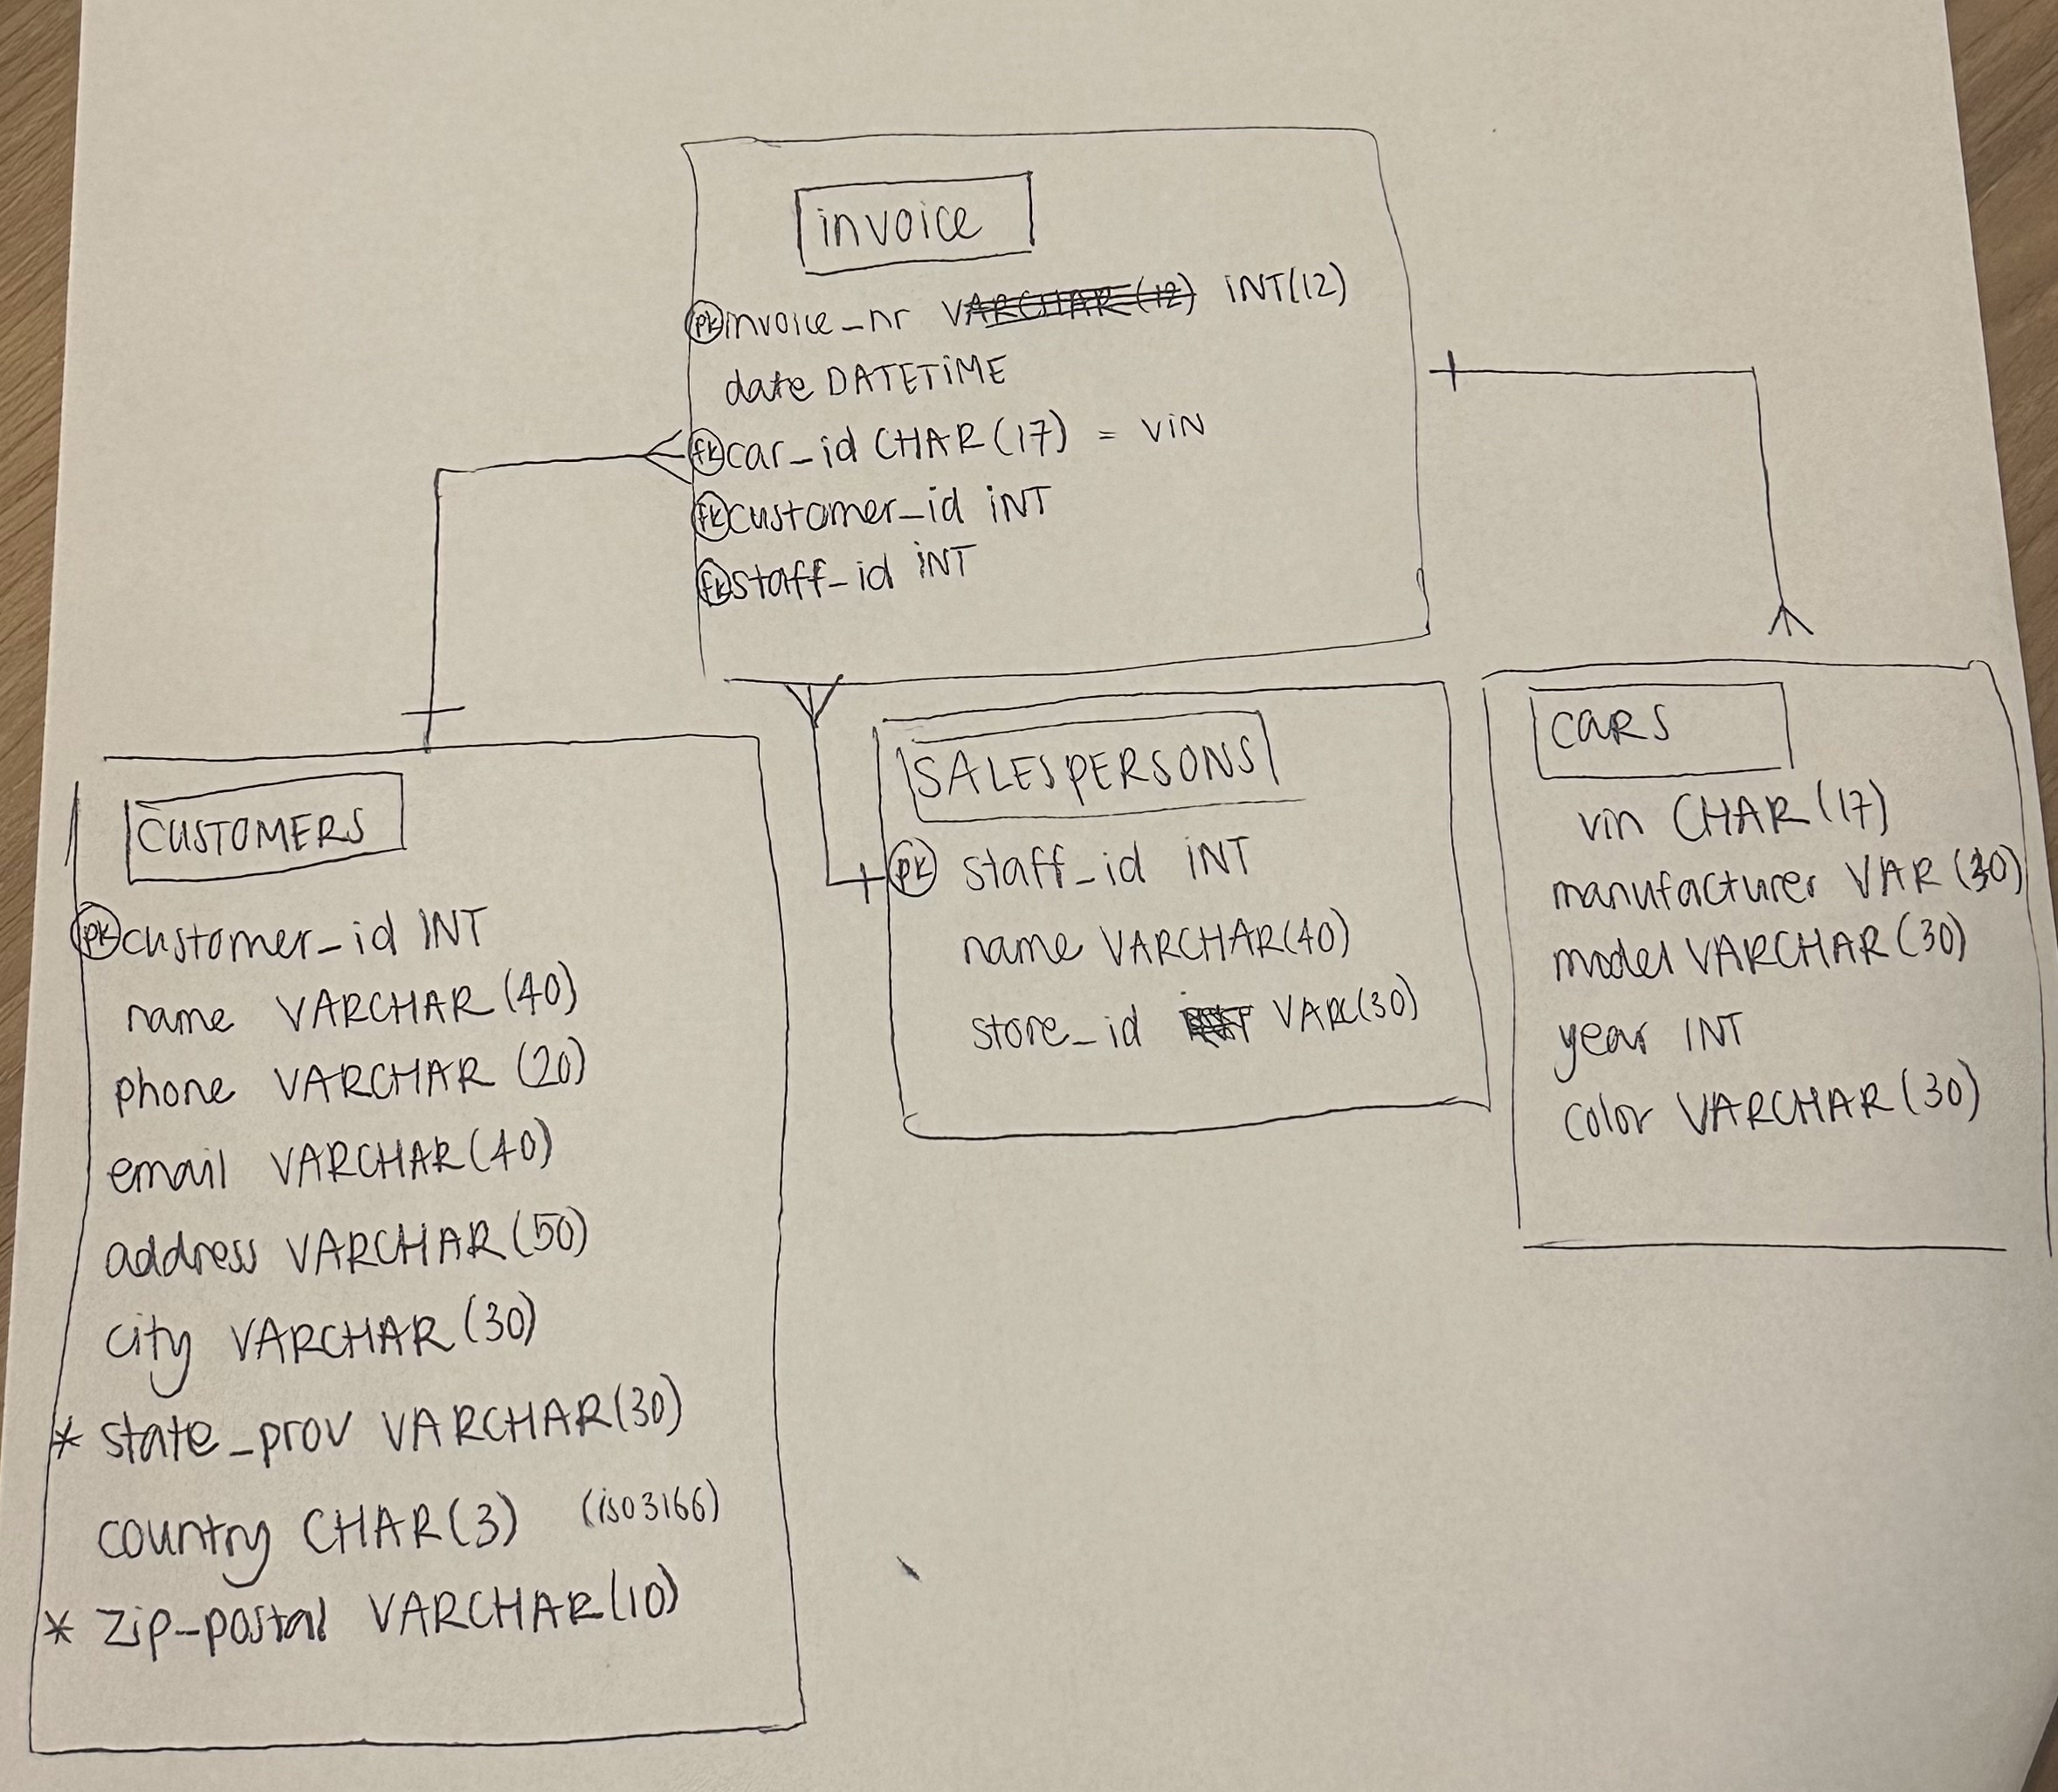 invoice
PK invoice_nr VARCHAR(12) INT(12)
date DATETIME
fk car_id CHAR(17) = VIN
fk customer_id INT
fk staff_id INT
CUSTOMERS
PK customer_id INT
name VARCHAR(40)
phone VARCHAR(20)
email VARCHAR(40)
address VARCHAR(50)
city VARCHAR(30)
* state_prov VARCHAR(30)
country CHAR(3) (iso3166)
* zip-postal VARCHAR(10)
SALESPERSONS
PK staff_id INT
name VARCHAR(40)
store_id VARC(30)
CARS
vin CHAR(17)
manufacturer VAR(30)
model VARCHAR(30)
year INT
color VARCHAR(30)